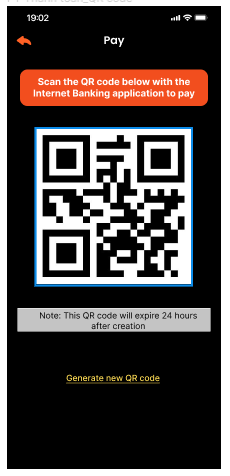 19:02
Pay
Scan the QR code below with the
Internet Banking application to pay
Note: This QR code will expire 24 hours
after creation
Generate new QR code